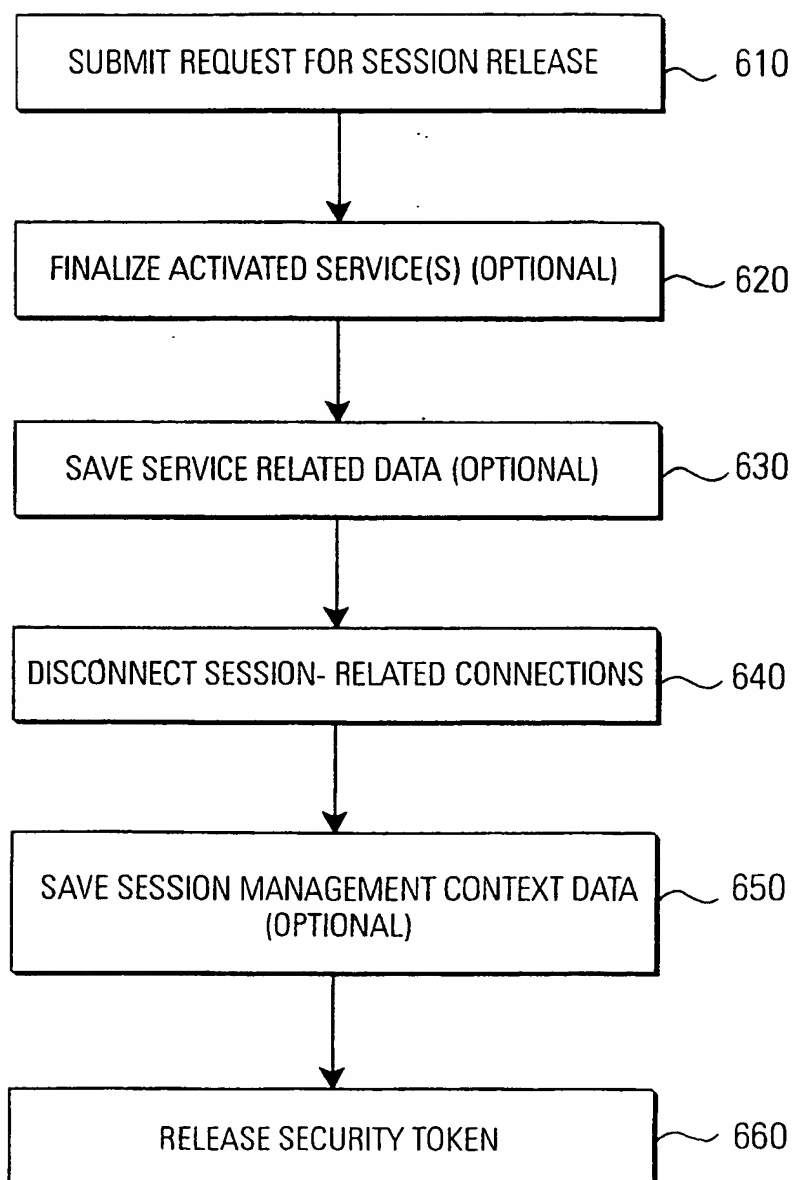 SUBMIT REQUEST FOR SESSION RELEASE 610
FINALIZE ACTIVATED SERVICE(S) (OPTIONAL) 620
SAVE SERVICE RELATED DATA (OPTIONAL) 630
DISCONNECT SESSION- RELATED CONNECTIONS 640
SAVE SESSION MANAGEMENT CONTEXT DATA 650
(OPTIONAL)
RELEASE SECURITY TOKEN 660